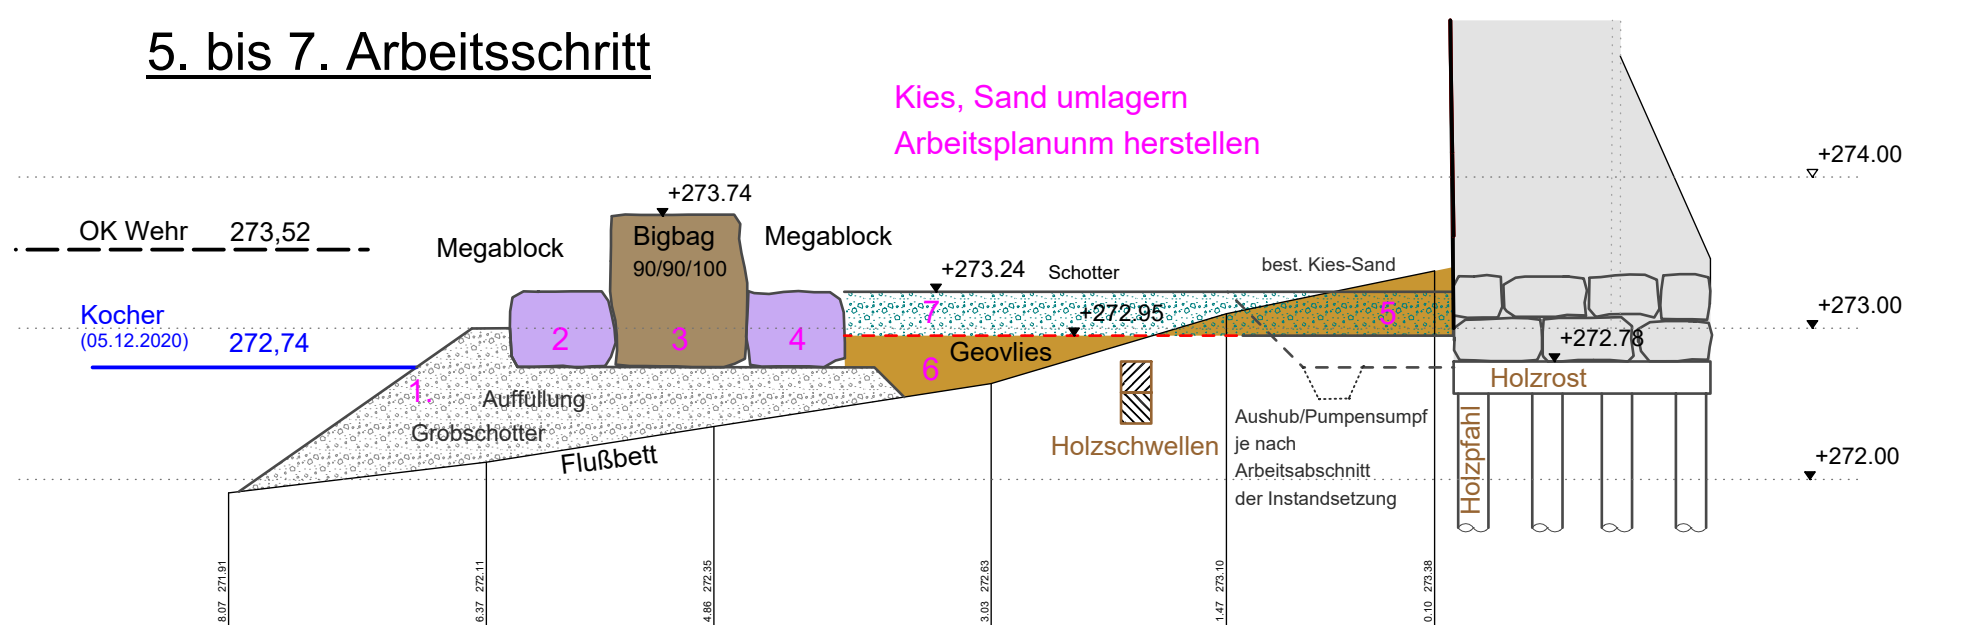 5. bis 7. Arbeitsschritt
Kies, Sand umlagern
Arbeitsplanunm herstellen
+274.00
+273.74
OK Wehr 273,52
Megablock
Bigbag
90/90/100
Megablock
+273.24
Schotter
best. Kies-Sand
+273.00
Kocher
(05.12.2020)
272,74
2
3
4
7
+272.95
5
+272.78
Geovlies
6
1.
Auffüllung
Grobschotter
Flußbett
Holzschwellen
Aushub/Pumpensumpf
je nach
Arbeitsabschnitt
der Instandsetzung
Holzrost
Holzpfahl
+272.00
8.07 271.91
6.37 272.11
4.86 272.35
3.03 272.63
1.47 273.10
0.10 273.38